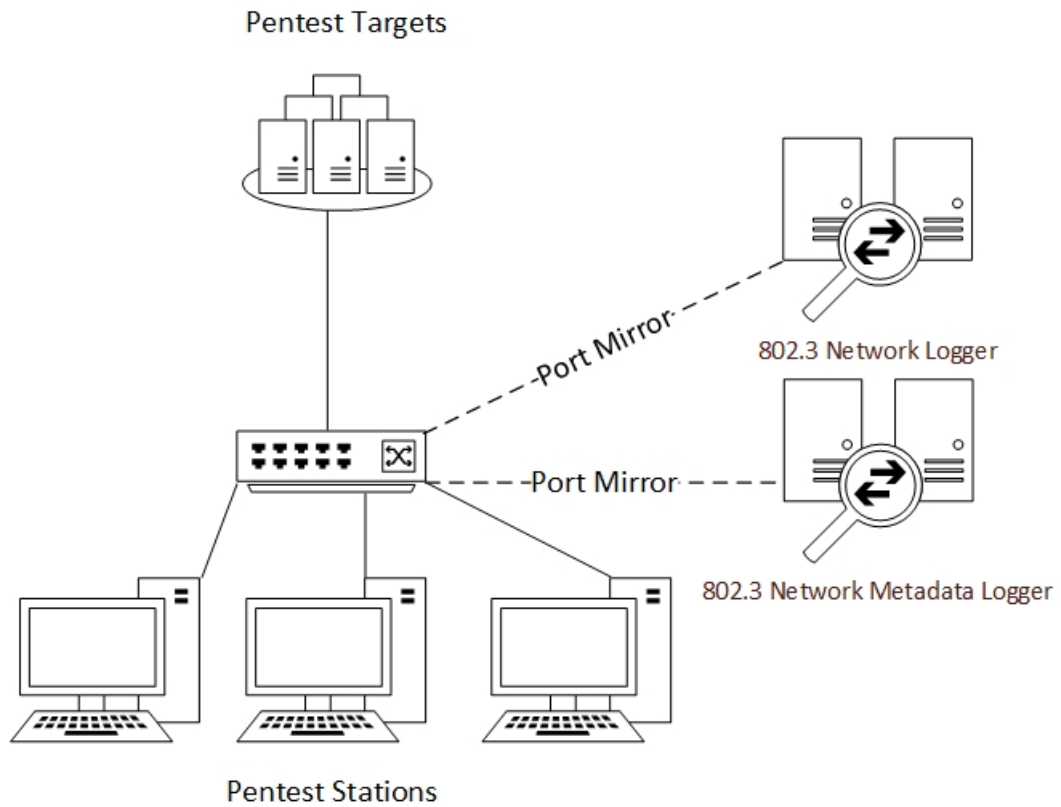 Pentest Targets
Port Mirror
802.3 Network Logger
Port Mirror
802.3 Network Metadata Logger
Pentest Stations